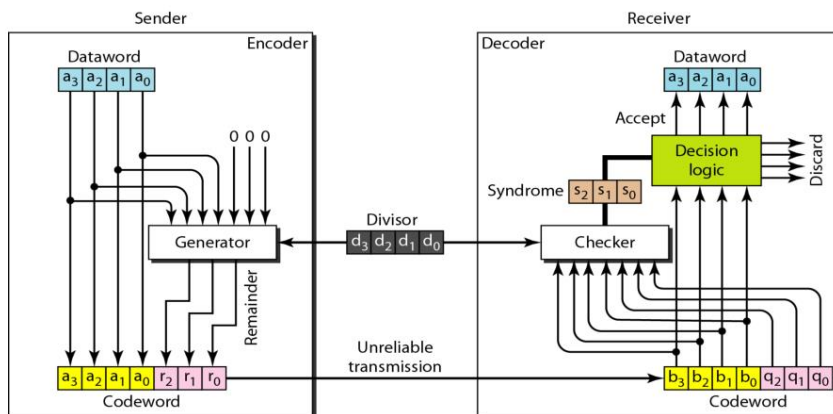 Sender
Receiver
Encoder
Decoder
Dataword
a3 a2 a1 a0
0 0 0
Generator
Remainder
a3 a2 a1 a0 r2 r1 r0
Codeword
Divisor
d3 d2 d1 d0
Unreliable
transmission
Dataword
a3 a2 a1 a0
Accept
Decision
logic
Discard
Syndrome
s2 s1 s0
Checker
b3 b2 b1 b0 q2 q1 q0
Codeword